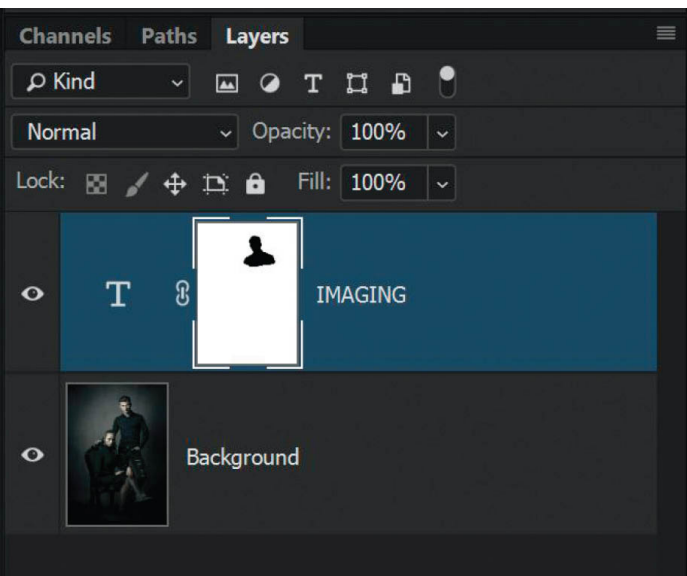 Channels Paths Layers
Kind
Normal Opacity: 100%
Lock: Fill: 100%
T IMAGING
Background